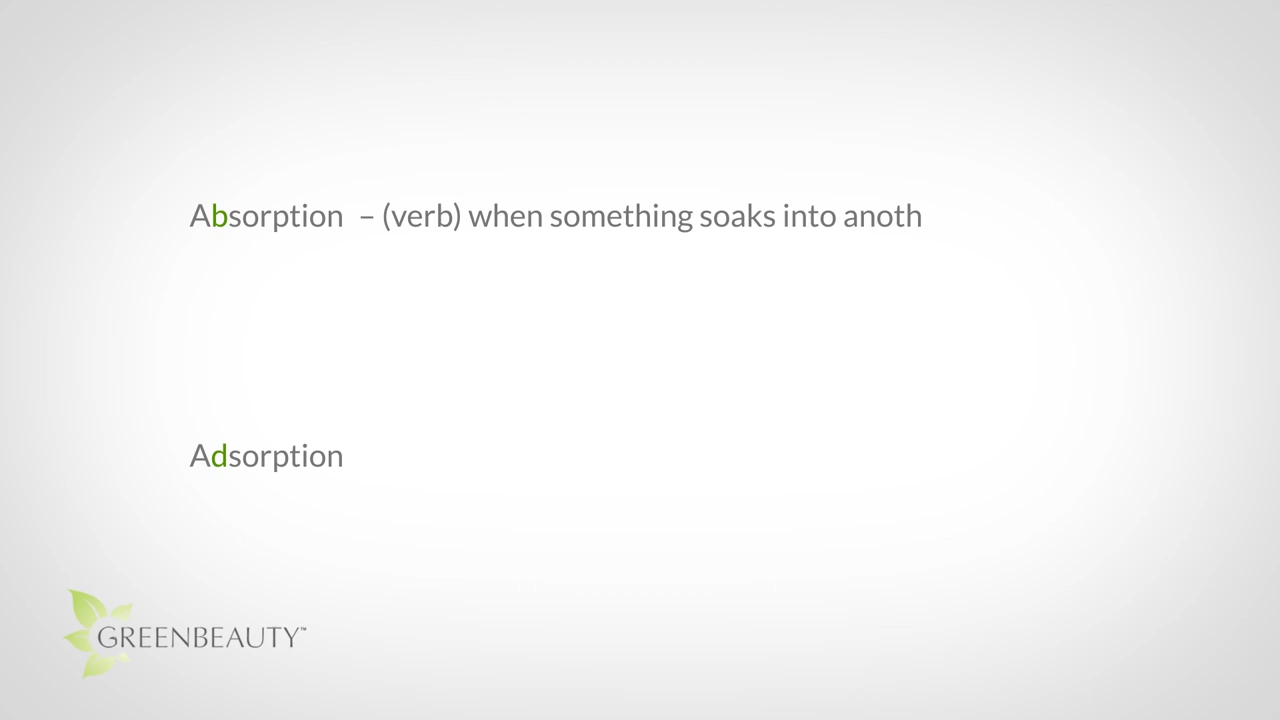 Absorption – (verb) when something soaks into anoth
Adsorption
GREENBEAUTY™